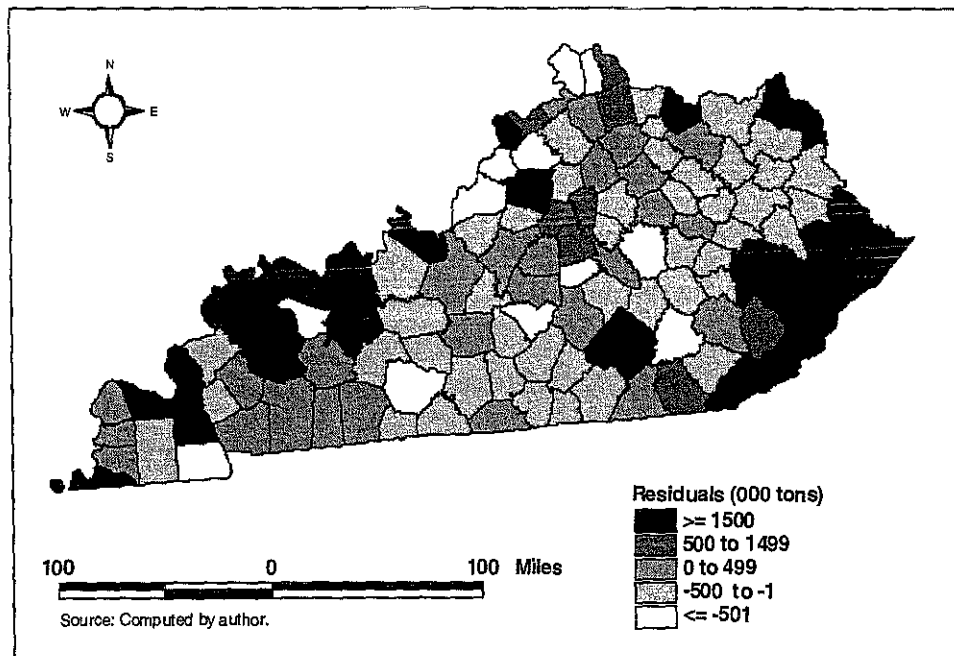 N
W E
S
Residuals (000 tons)
>= 1500
500 to 1499
0 to 499
-500 to -1
<= -501
100 0 100 Miles
Source: Computed by author.